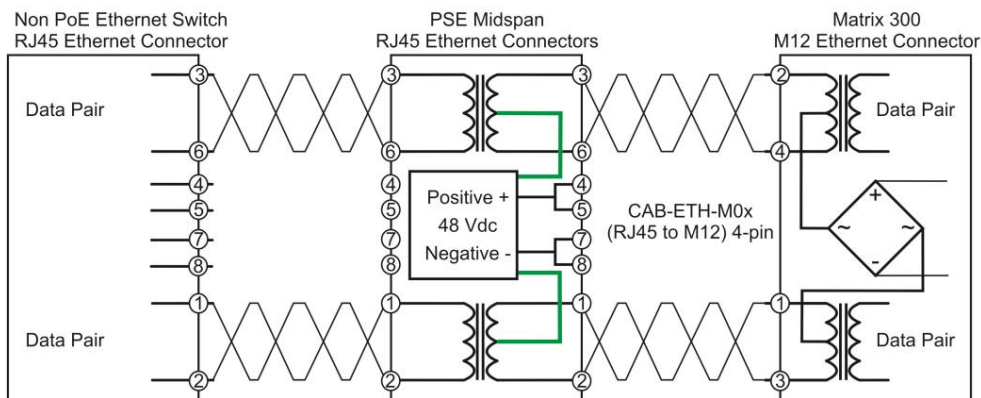 Non PoE Ethernet Switch
RJ45 Ethernet Connector
PSE Midspan
RJ45 Ethernet Connectors
Matrix 300
M12 Ethernet Connector
3
3
3
2
Data Pair
Data Pair
6
6
6
4
4
4
4
5
5
5
7
7
7
8
8
8
Positive +
48 Vdc
Negative -
CAB-ETH-M0x
(RJ45 to M12) 4-pin
+
~
~
-
1
1
1
1
Data Pair
Data Pair
2
2
2
3